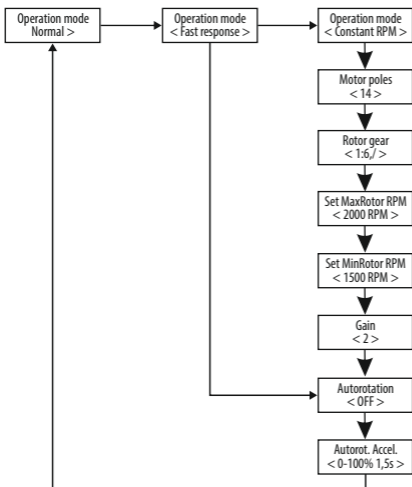 Operation mode
Normal >
Operation mode
< Fast response >
Operation mode
< Constant RPM >
Motor poles
< 14 >
Rotor gear
< 1:6,/ >
Set MaxRotor RPM
< 2000 RPM >
Set MinRotor RPM
< 1500 RPM >
Gain
< 2 >
Autorotation
< OFF >
Autorot. Accel.
< 0-100% 1,5s >